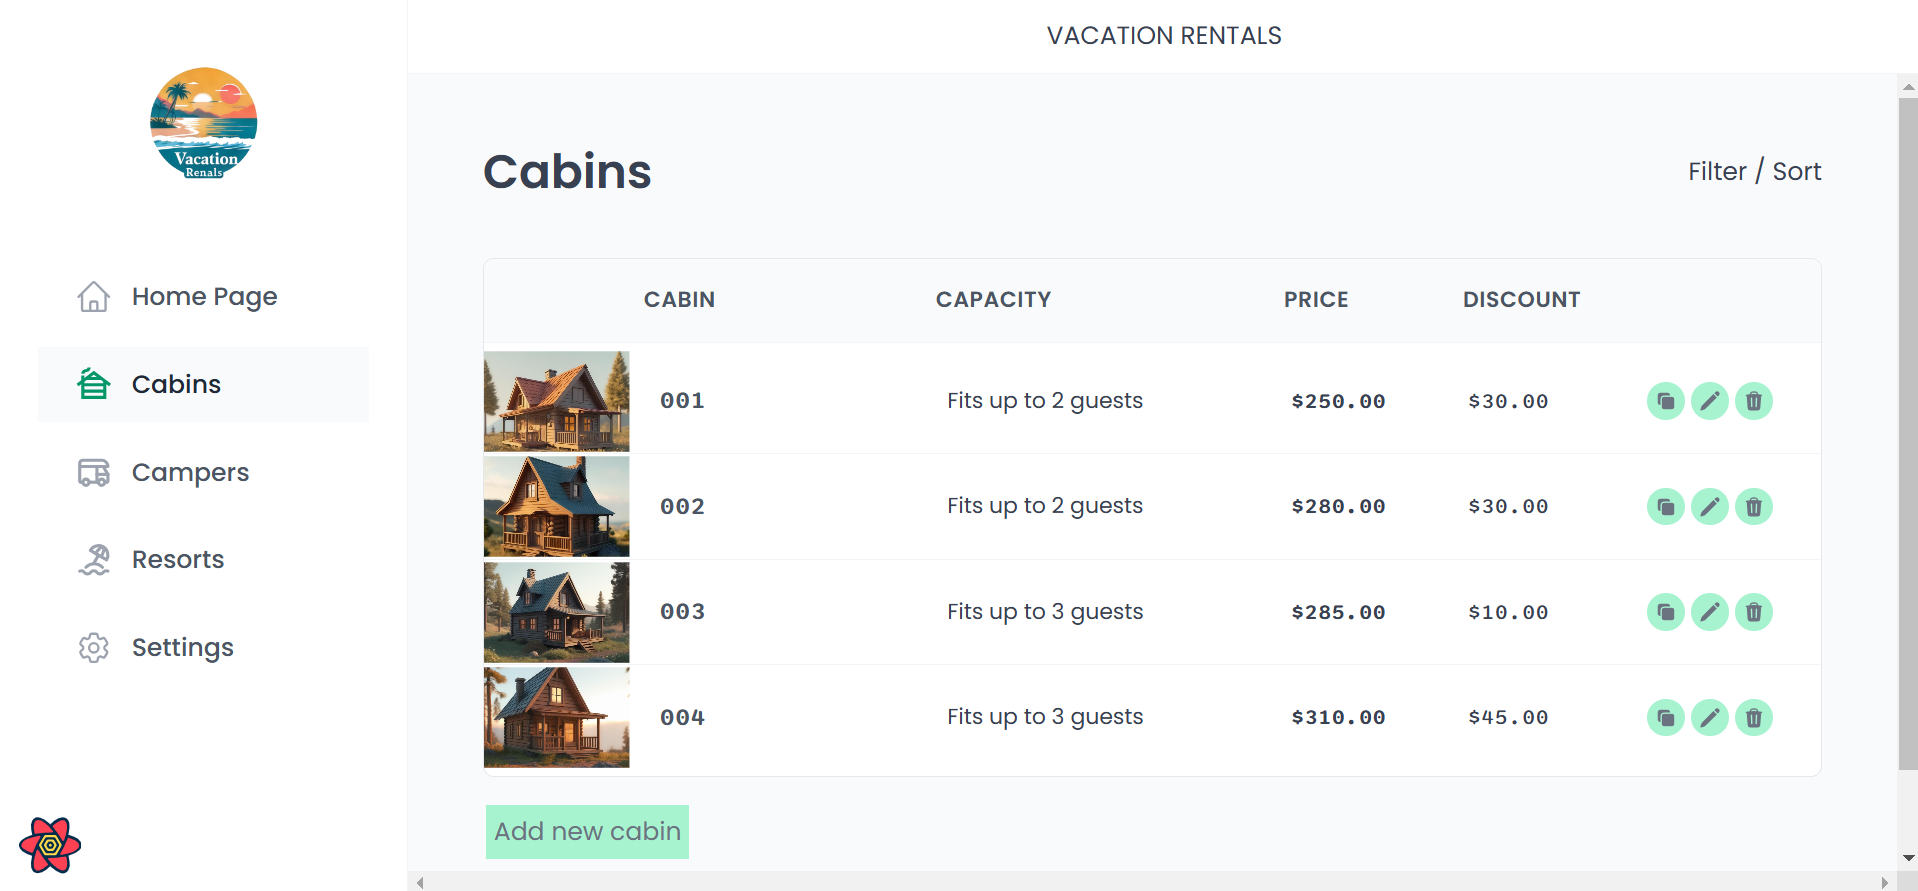 VACATION RENTALS
Vacation
Renals
Home Page
Cabins
Campers
Resorts
Settings
Cabins
Filter / Sort
CABIN CAPACITY PRICE DISCOUNT
001 Fits up to 2 guests $250.00 $30.00
002 Fits up to 2 guests $280.00 $30.00
003 Fits up to 3 guests $285.00 $10.00
004 Fits up to 3 guests $310.00 $45.00
Add new cabin